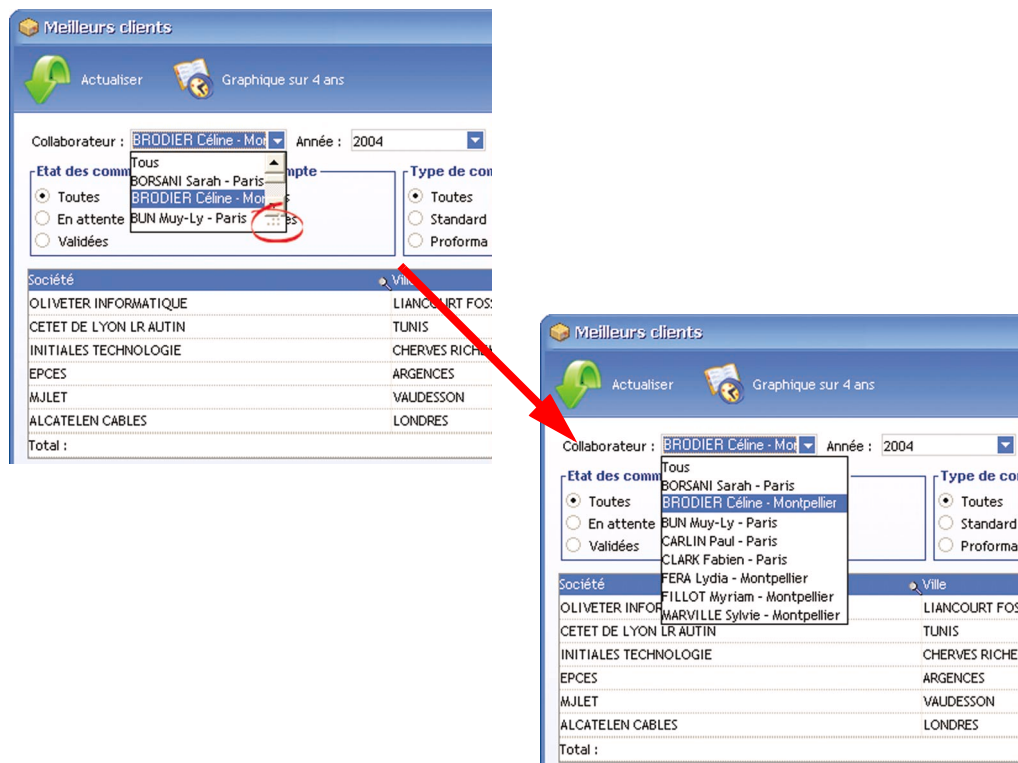 Meilleurs clients
Actualiser Graphique sur 4 ans
Collaborateur : BRODIER Céline - Mor Année : 2004
Tous
BORSANI Sarah - Paris
BRODIER Céline - Mon
BUN Muy-Ly - Paris
Etat des comm mpte Type de con
Toutes Toutes
En attente es Standard
Validées Proforma
Société Ville
OLIVETER INFORMATIQUE LIANCOURT FOS
CETET DE LYON LR AUTIN TUNIS
INITIALES TECHNOLOGIE CHERVES RICHEM
EPCES ARGENCES
MJLET VAUDESSON
ALCATELEN CABLES LONDRES
Total :
Meilleurs clients
Actualiser Graphique sur 4 ans
Collaborateur : BRODIER Céline - Mor Année : 2004
Tous
BORSANI Sarah - Paris
BRODIER Céline - Montpellier
BUN Muy-Ly - Paris
CARLIN Paul - Paris
CLARK Fabien - Paris
FERA Lydia - Montpellier
FILLOT Myriam - Montpellier
MARVILLE Sylvie - Montpellier
Etat des comm Type de con
Toutes Toutes
En attente Standard
Validées Proforma
Société Ville
OLIVETER INFOR LIANCOURT FOS
CETET DE LYON LR AUTIN TUNIS
INITIALES TECHNOLOGIE CHERVES RICHE
EPCES ARGENCES
MJLET VAUDESSON
ALCATELEN CABLES LONDRES
Total :